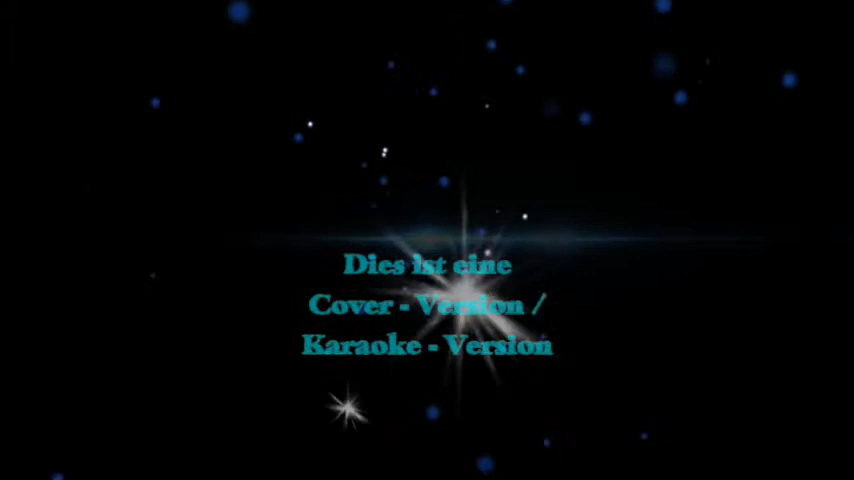 Dies ist eine
Cover - Version /
Karaoke - Version